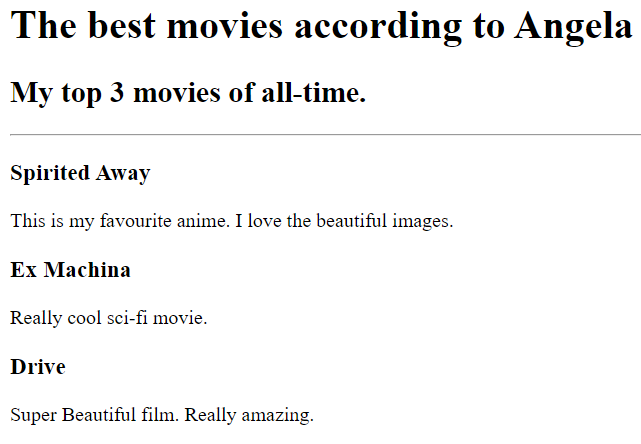 The best movies according to Angela
My top 3 movies of all-time.
Spirited Away
This is my favourite anime. I love the beautiful images.
Ex Machina
Really cool sci-fi movie.
Drive
Super Beautiful film. Really amazing.